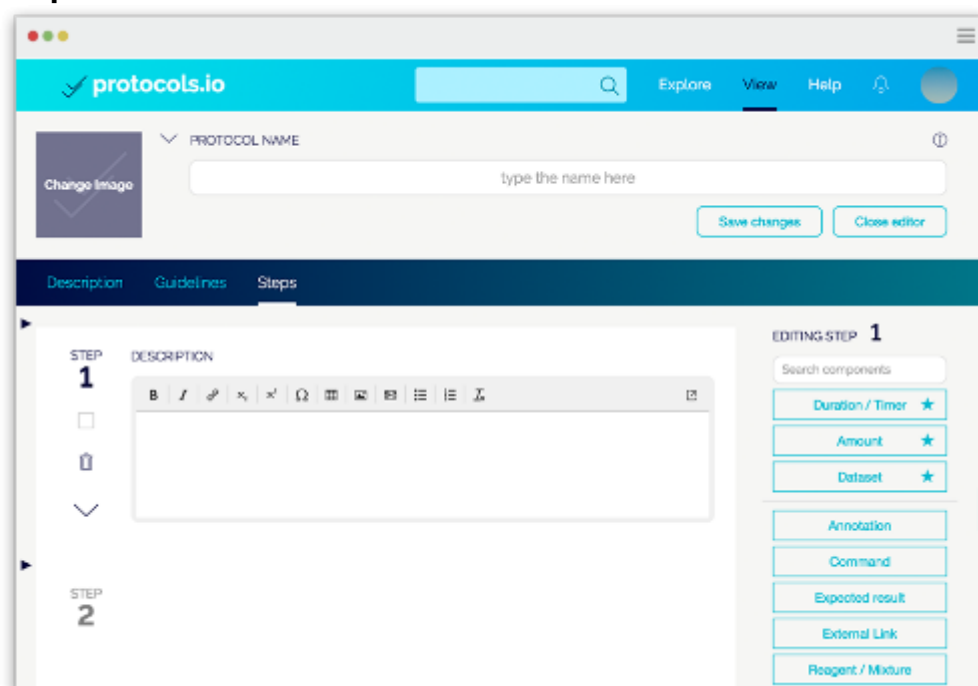 protocols.io
Explore View Help
PROTOCOL NAME
Change Image
type the name here
Save changes Close editor
Description Guidelines Steps
EDITING STEP 1
STEP
1
DESCRIPTION
Search components
B I
Duration / Timer
Amount
Dataset
Annotation
Command
Expected result
External Link
Reagent / Mixture
STEP
2